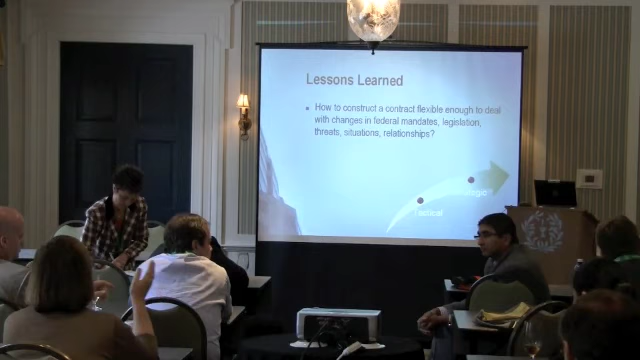 Lessons Learned
How to construct a contract flexible enough to deal
with changes in federal mandates, legislation,
threats, situations, relationships?
Tactical